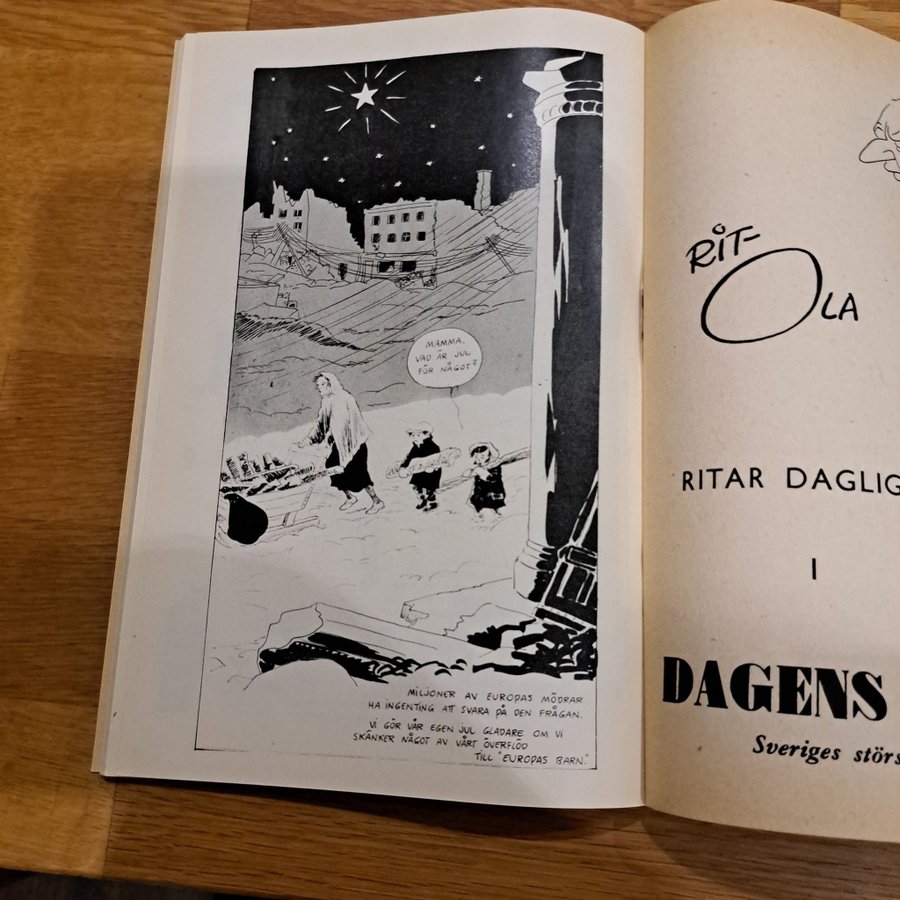 MAMMA,
VAD ÄR JUL
FÖR NÅGOT?
MILJONER AV EUROPAS MÖDRAR
HA INGENTING ATT SVARA PÅ DEN FRÅGAN.
VI GÖR VÅR EGEN JUL GLADARE OM VI
SKÄNKER NÅGOT AV VÅRT ÖVERFLÖD
TILL "EUROPAS BARN."
RIT-
OLA
RITAR DAGLIG
I
DAGENS
Sveriges störs